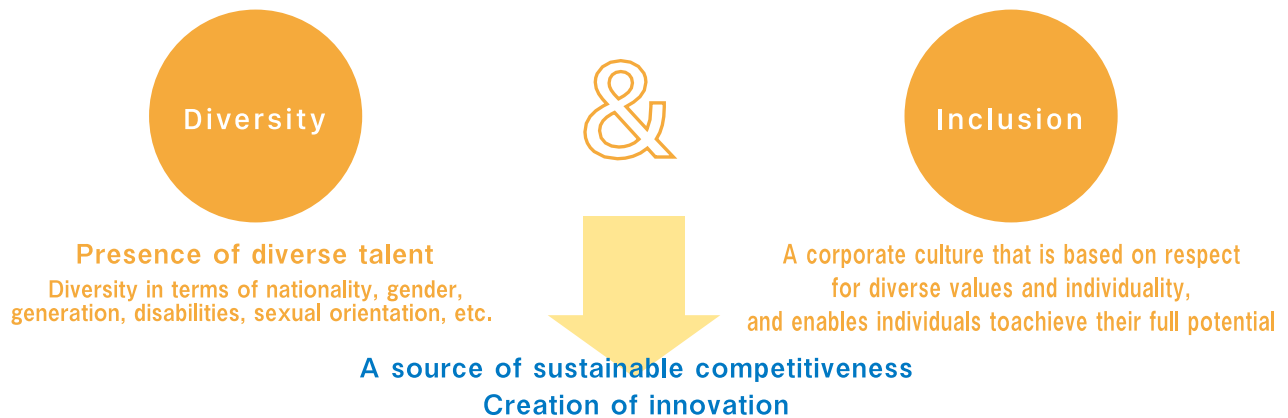 Diversity
&
Inclusion
Presence of diverse talent
Diversity in terms of nationality, gender,
generation, disabilities, sexual orientation, etc.
A corporate culture that is based on respect
for diverse values and individuality,
and enables individuals toachieve their full potential
A source of sustainable competitiveness
Creation of innovation